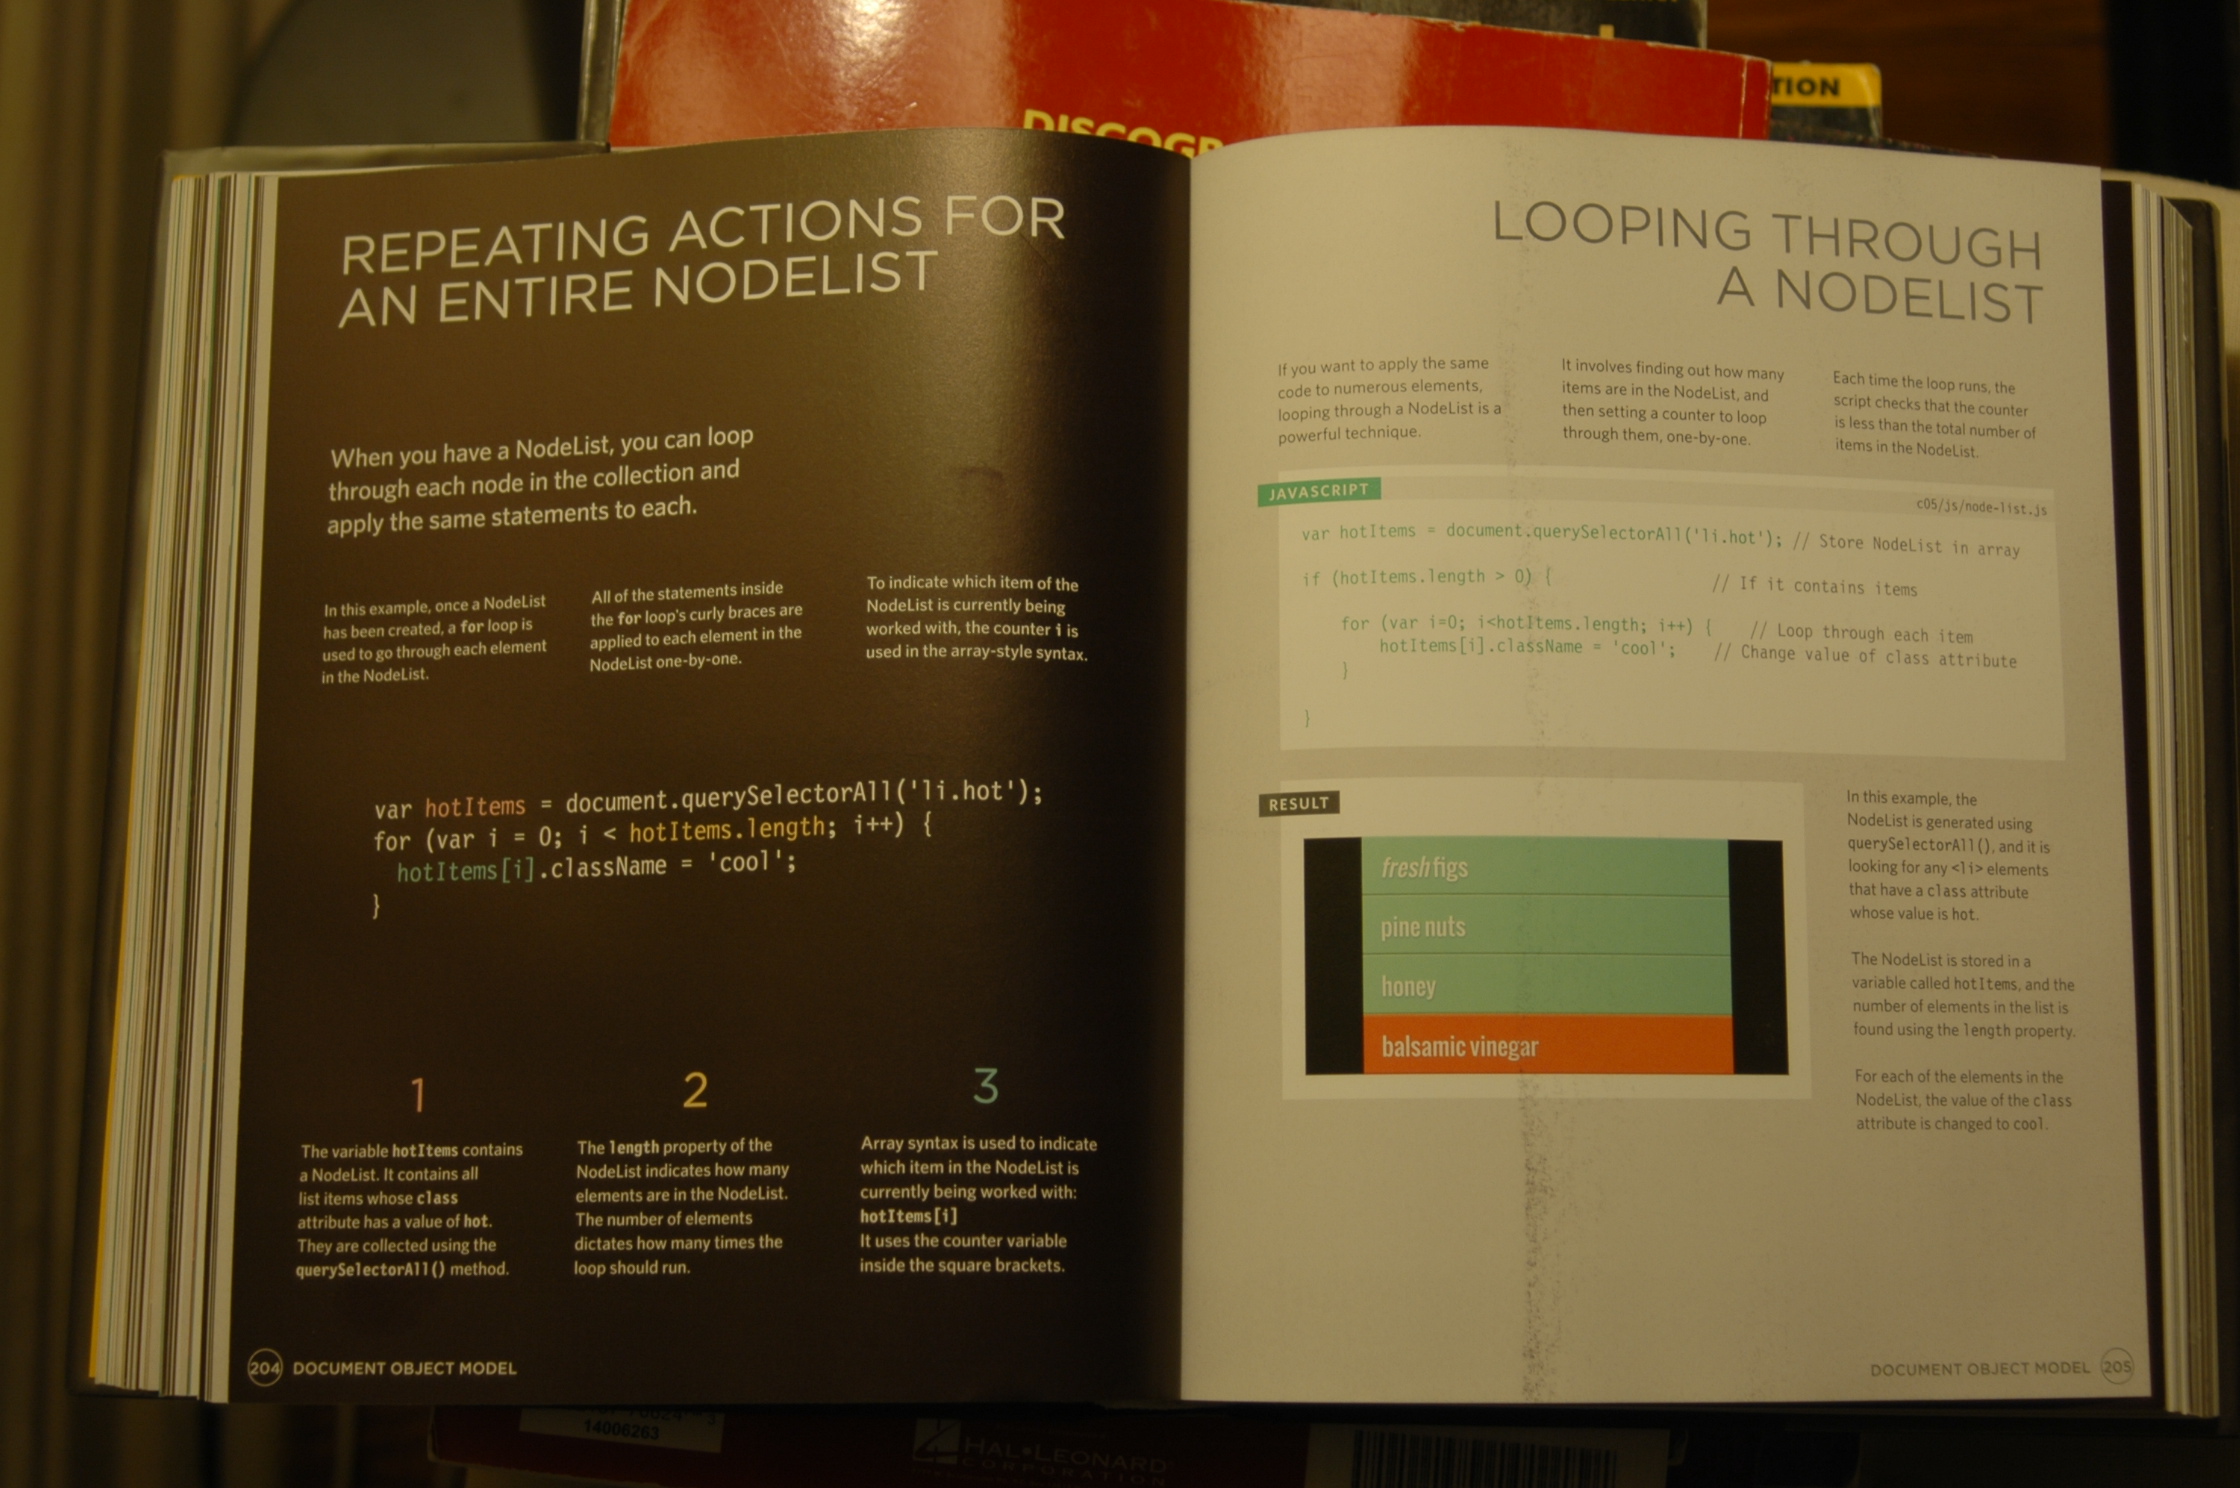 DISCOGR
TION
REPEATING ACTIONS FOR
AN ENTIRE NODELIST
When you have a NodeList, you can loop
through each node in the collection and
apply the same statements to each.
In this example, once a NodeList
has been created, a for loop is
used to go through each element
in the NodeList.
All of the statements inside
the for loop's curly braces are
applied to each element in the
NodeList one-by-one.
To indicate which item of the
NodeList is currently being
worked with, the counter i is
used in the array-style syntax.
var hotItems = document.querySelectorAll('li.hot');
for (var i = 0; i < hotItems.length; i++) {
hotItems[i].className = 'cool';
}
1
The variable hotItems contains
a NodeList. It contains all
list items whose class
attribute has a value of hot.
They are collected using the
querySelectorAll() method.
2
The length property of the
NodeList indicates how many
elements are in the NodeList.
The number of elements
dictates how many times the
loop should run.
3
Array syntax is used to indicate
which item in the NodeList is
currently being worked with:
hotItems[i]
It uses the counter variable
inside the square brackets.
204 DOCUMENT OBJECT MODEL
LOOPING THROUGH
A NODELIST
If you want to apply the same
code to numerous elements,
looping through a NodeList is a
powerful technique.
It involves finding out how many
items are in the NodeList, and
then setting a counter to loop
through them, one-by-one.
Each time the loop runs, the
script checks that the counter
is less than the total number of
items in the NodeList.
JAVASCRIPT
c05/js/node-list.js
var hotItems = document.querySelectorAll('li.hot'); // Store NodeList in array
if (hotItems.length > 0) { // If it contains items
for (var i=0; i<hotItems.length; i++) { // Loop through each item
hotItems[i].className = 'cool'; // Change value of class attribute
}
}
RESULT
fresh figs
pine nuts
honey
balsamic vinegar
In this example, the
NodeList is generated using
querySelectorAll(), and it is
looking for any <li> elements
that have a class attribute
whose value is hot.
The NodeList is stored in a
variable called hotItems, and the
number of elements in the list is
found using the length property.
For each of the elements in the
NodeList, the value of the class
attribute is changed to cool.
DOCUMENT OBJECT MODEL 205
14006263
HAL•LEONARD
CORPORATION